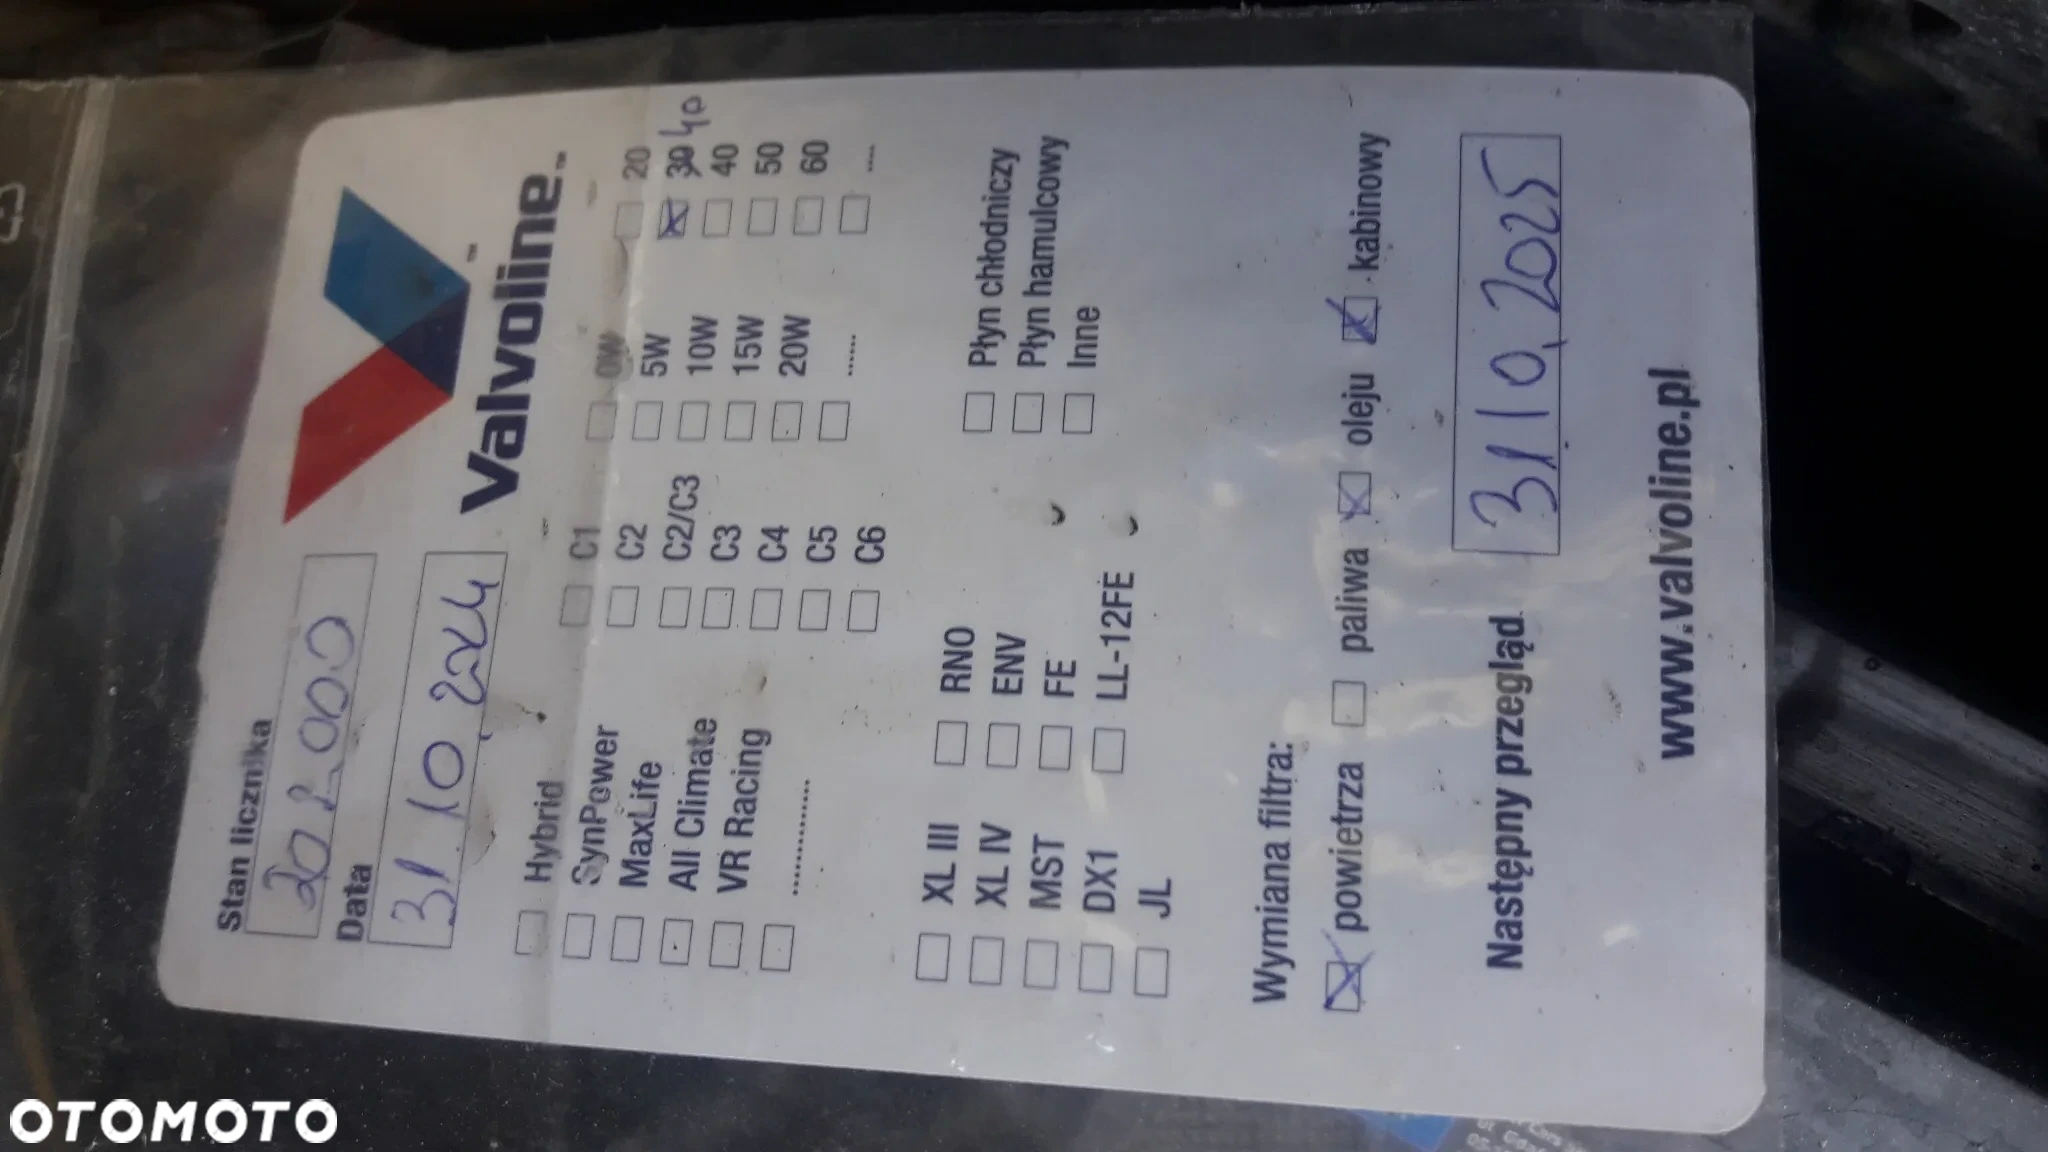 Stan licznika
202.000
Data
31 10, 2024
Valvoline™
Hybrid
SynPower
MaxLife
All Climate
VR Racing
............
C1
C2
C2/C3
C3
C4
C5
C6
0W
5W
10W
15W
20W
......
20
30 40
40
50
60
....
XL III
XL IV
MST
DX1
JL
RNO
ENV
FE
LL-12FE
Płyn chłodniczy
Płyn hamulcowy
Inne
Wymiana filtra:
powietrza paliwa oleju kabinowy
Następny przegląd 31 10, 2025
www.valvoline.pl
OTOMOTO